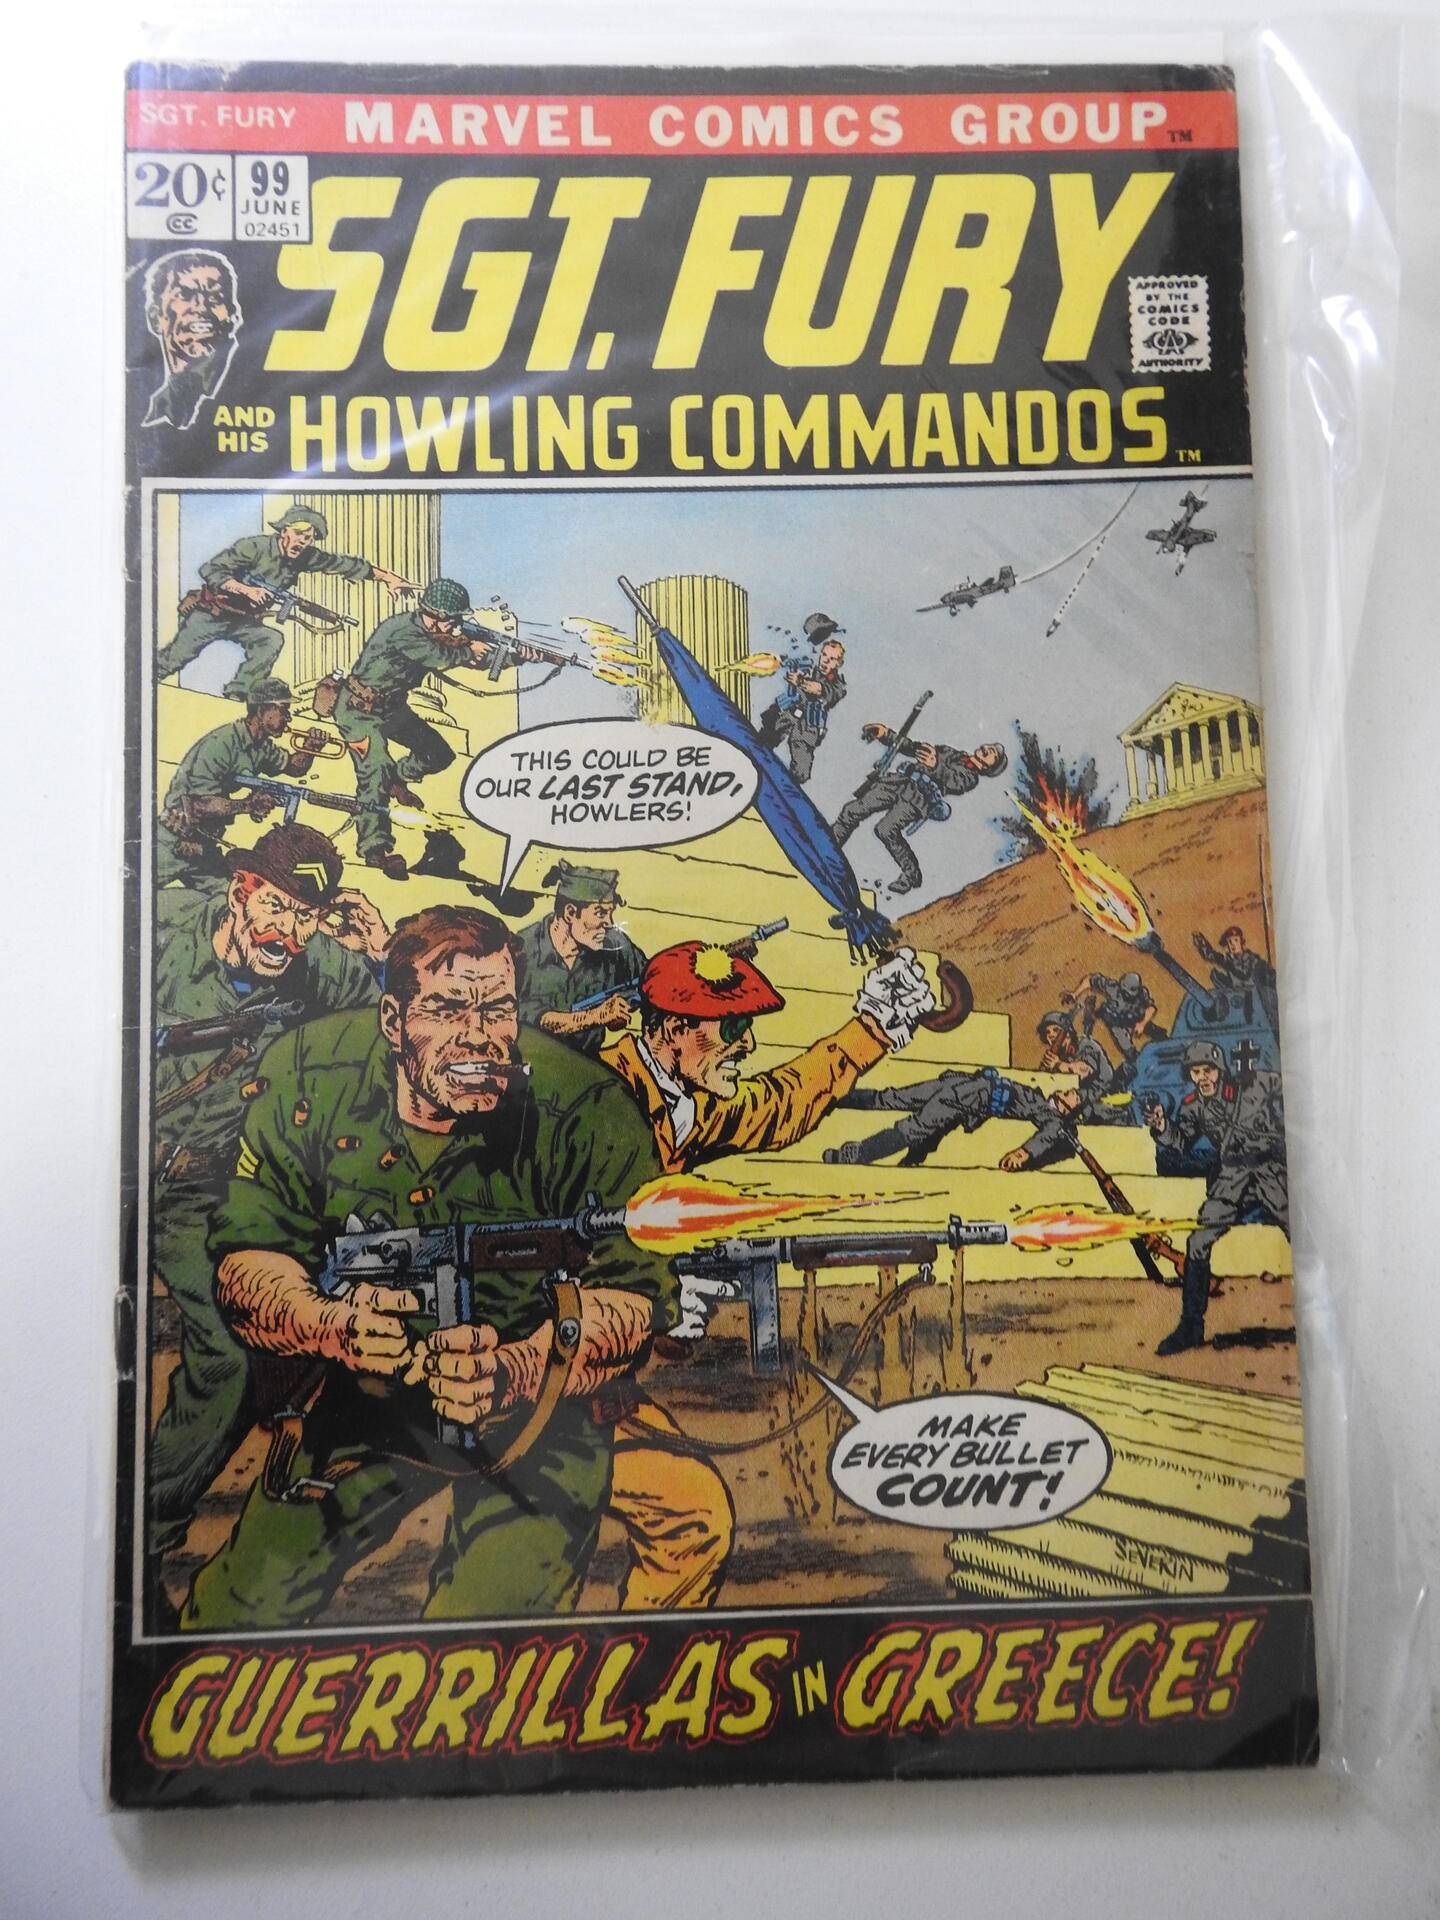 SGT. FURY MARVEL COMICS GROUP TM
20¢
CC
99
JUNE
02451
SGT. FURY
APPROVED
BY THE
COMICS
CODE
AUTHORITY
AND
HIS
HOWLING COMMANDOS TM
THIS COULD BE
OUR LAST STAND,
HOWLERS!
MAKE
EVERY BULLET
COUNT!
SEVERIN
GUERRILLAS IN GREECE!